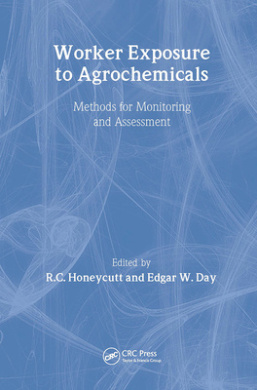 Worker Exposure
to Agrochemicals
Methods for Monitoring
and Assessment
Edited by
R.C. Honeycutt and Edgar W. Day
CRC
CRC Press
Taylor & Francis Group